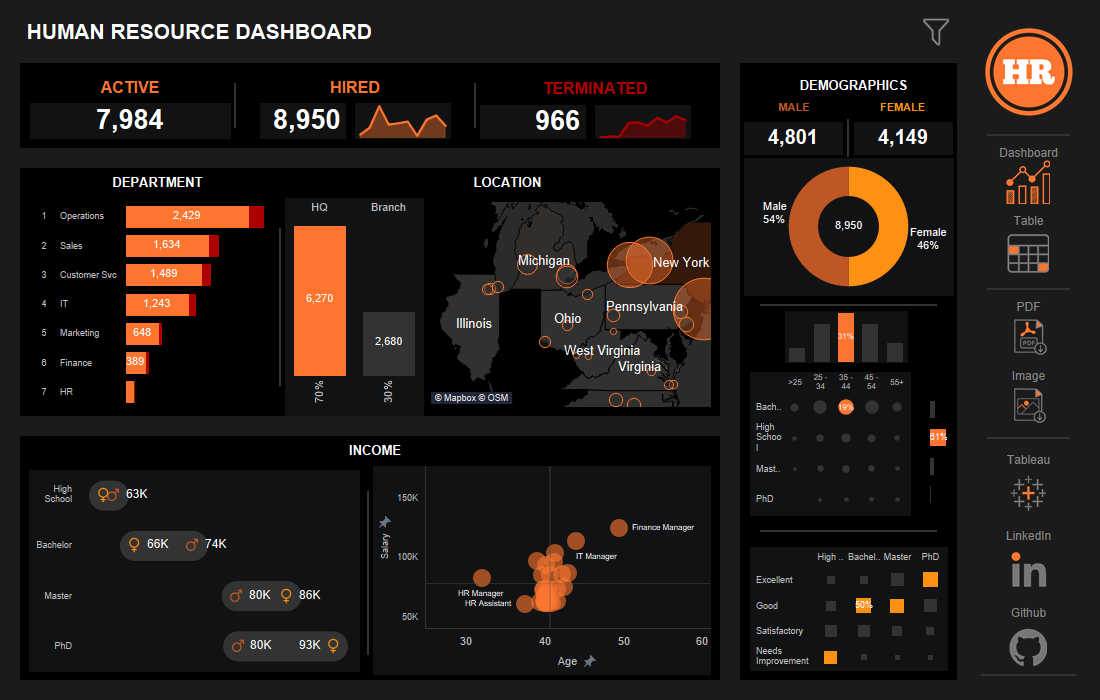 HUMAN RESOURCE DASHBOARD
HR
ACTIVE
7,984
HIRED
8,950
TERMINATED
966
DEPARTMENT
1 Operations 2,429
2 Sales 1,634
3 Customer Svc 1,489
4 IT 1,243
5 Marketing 648
6 Finance 389
7 HR
LOCATION
HQ Branch
6,270
2,680
70%
30%
Michigan
New York
Pennsylvania
Illinois
Ohio
West Virginia
Virginia
© Mapbox © OSM
INCOME
High
School
63K
Bachelor
66K
74K
Master
80K
86K
PhD
80K
93K
Salary
150K
100K
50K
Finance Manager
IT Manager
HR Manager
HR Assistant
30 40 50 60
Age
DEMOGRAPHICS
MALE
4,801
FEMALE
4,149
Male
54%
8,950
Female
46%
31%
>25
25 -
34
35 -
44
45 -
54
55+
Bach..
19%
High
Schoo
l
61%
Mast..
PhD
High .. Bachel.. Master PhD
Excellent
Good
50%
Satisfactory
Needs
Improvement
Dashboard
Table
PDF
PDF
Image
Tableau
LinkedIn
in
Github